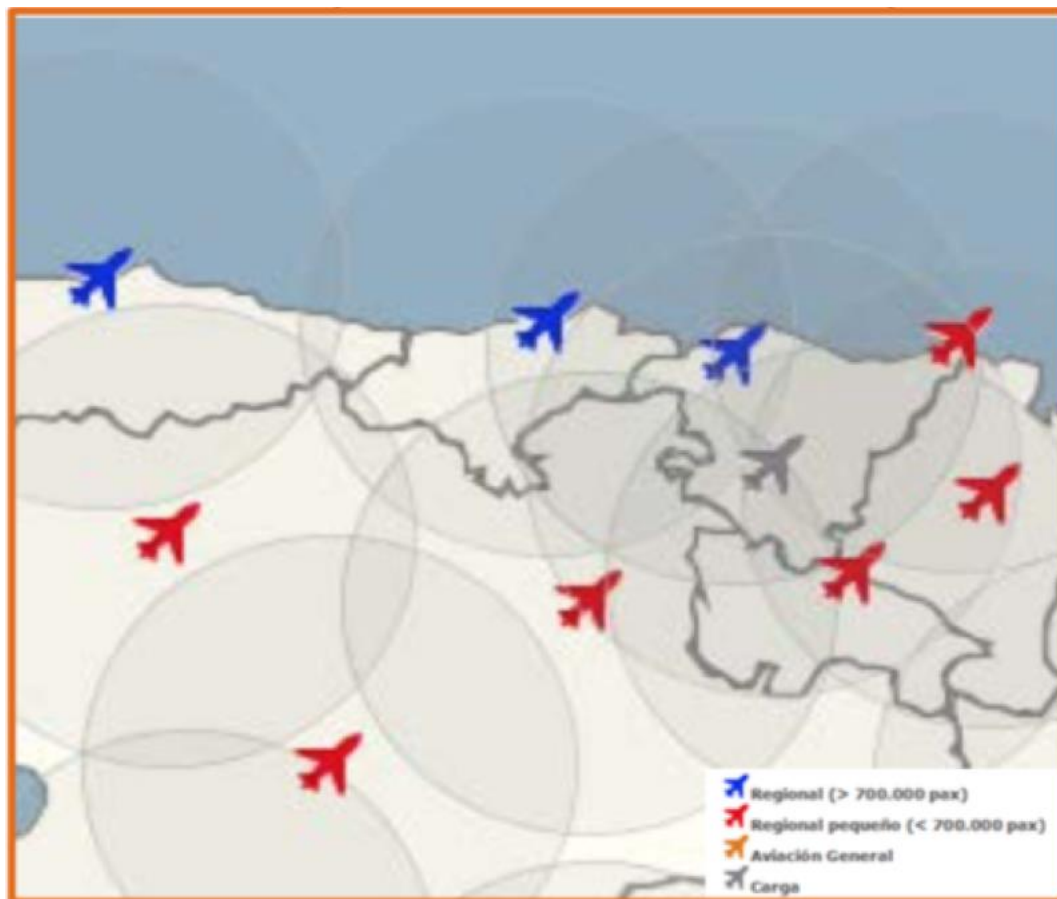 Regional (> 700.000 pax)
Regional pequeño (< 700.000 pax)
Aviación General
Carga